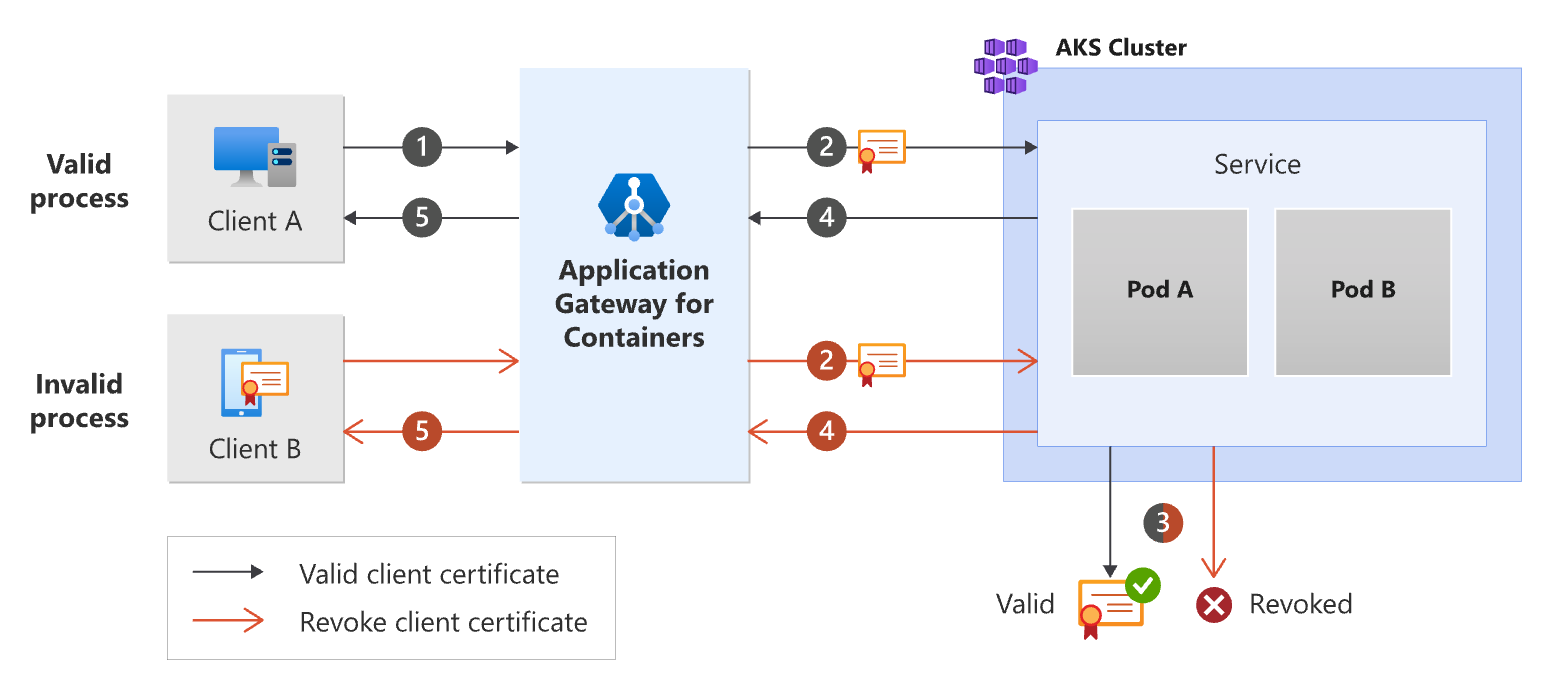 AKS Cluster
Valid
process
Client A
1
5
2
4
Service
Pod A
Pod B
Application
Gateway for
Containers
Invalid
process
Client B
5
2
4
3
Valid
Revoked
Valid client certificate
Revoke client certificate